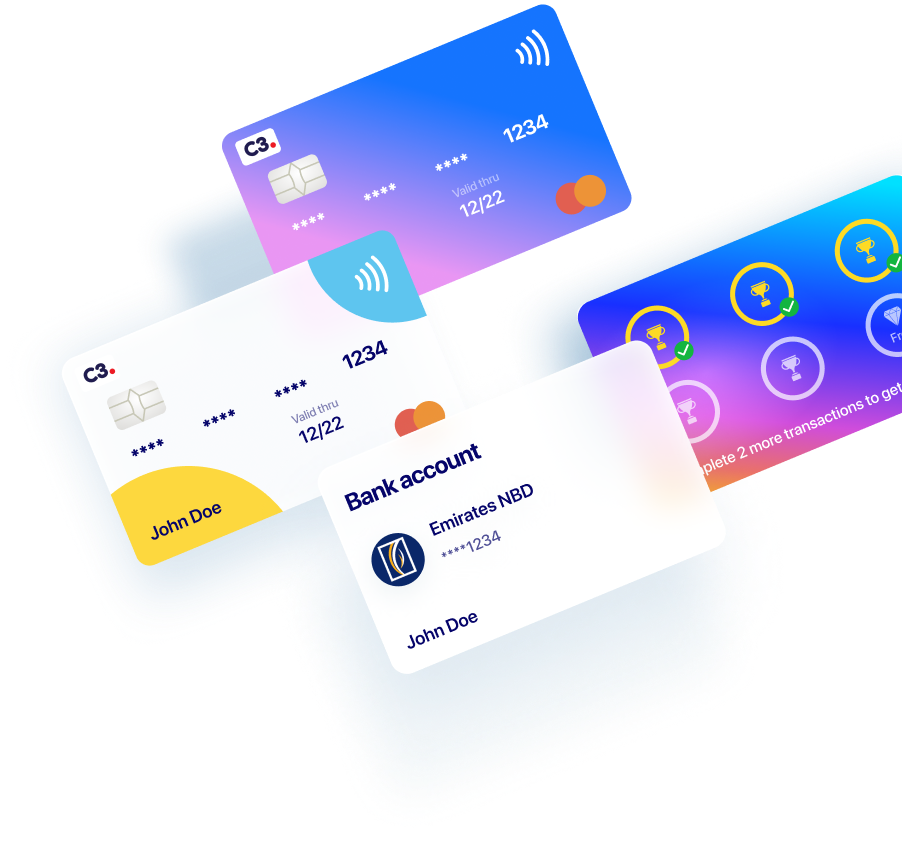 C3.
**** **** **** 1234
Valid thru
12/22
C3.
**** **** **** 1234
Valid thru
12/22
John Doe
plete 2 more transactions to get
Bank account
Emirates NBD
****1234
John Doe